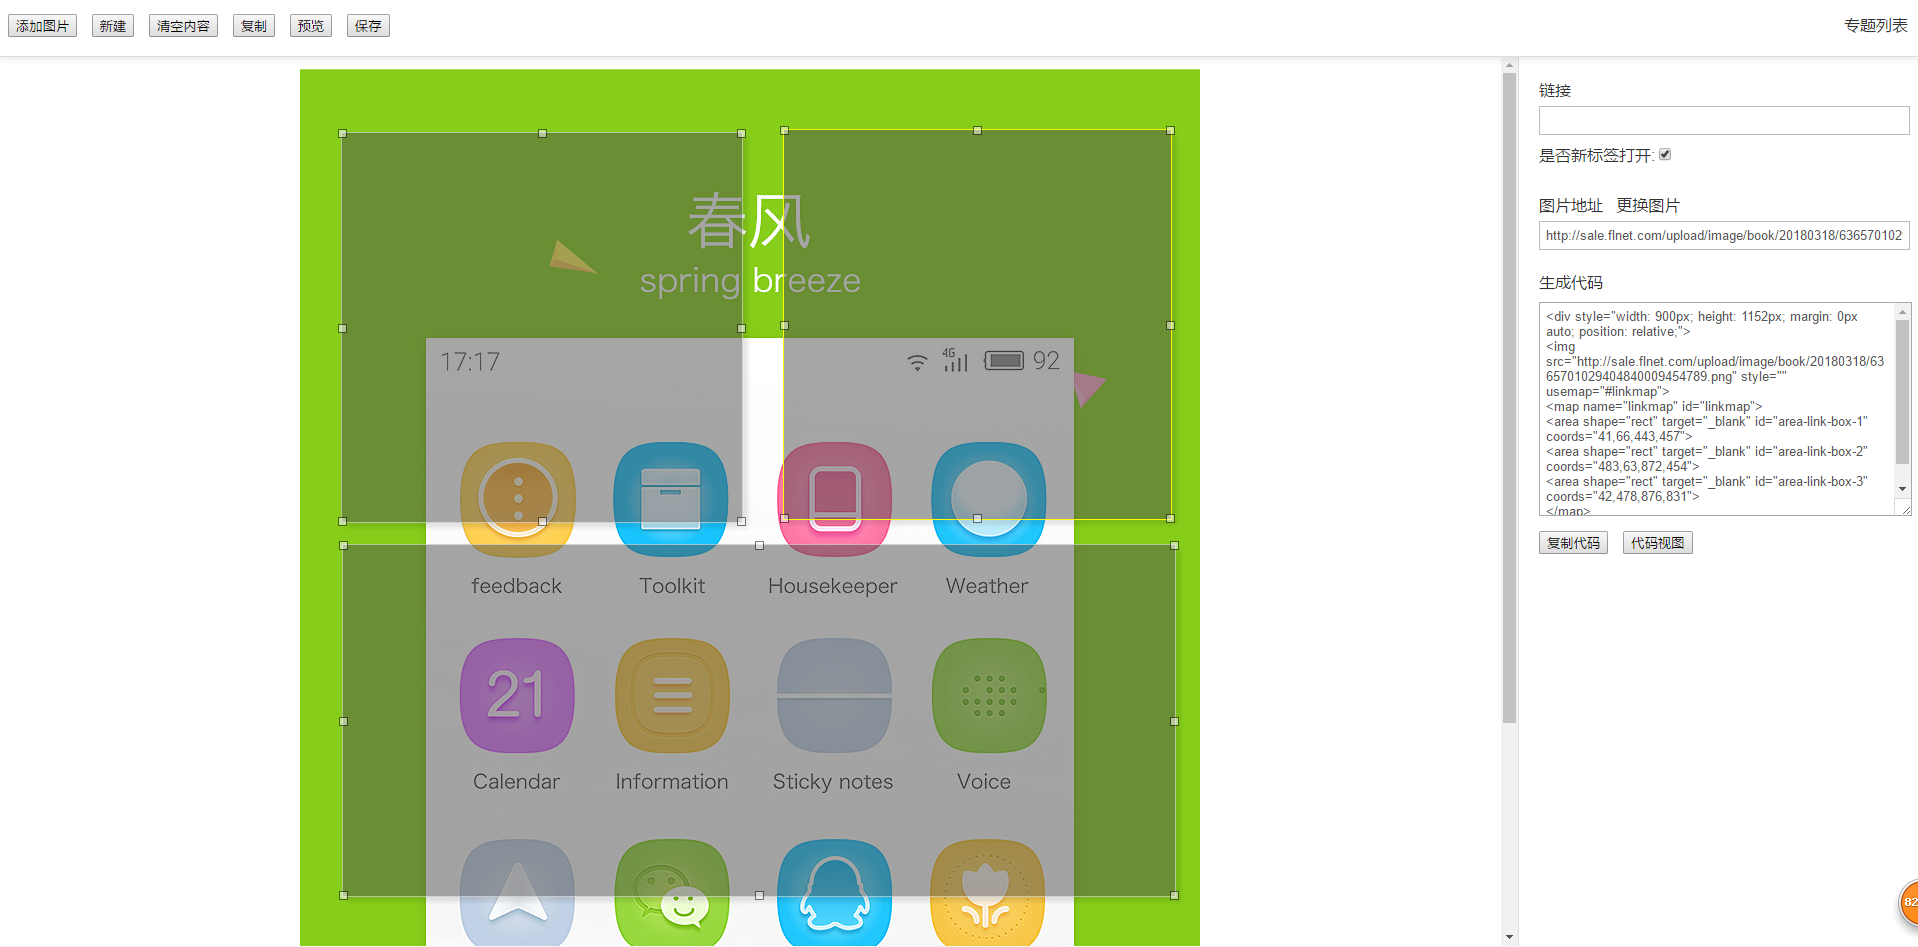 添加图片 新建 清空内容 复制 预览 保存 专题列表
春风
spring breeze
17:17 4G 92
feedback Toolkit Housekeeper Weather
21
Calendar Information Sticky notes Voice
链接
是否新标签打开:
图片地址 更换图片
http://sale.flnet.com/upload/image/book/20180318/636570102
生成代码
<div style="width: 900px; height: 1152px; margin: 0px
auto; position: relative;">
<img
src="http://sale.flnet.com/upload/image/book/20180318/63
6570102940484000945​4789.png" style=""
usemap="#linkmap">
<map name="linkmap" id="linkmap">
<area shape="rect" target="_blank" id="area-link-box-1"
coords="41,66,443,457">
<area shape="rect" target="_blank" id="area-link-box-2"
coords="483,63,872,454">
<area shape="rect" target="_blank" id="area-link-box-3"
coords="42,478,876,831">
</map>
复制代码 代码视图
82